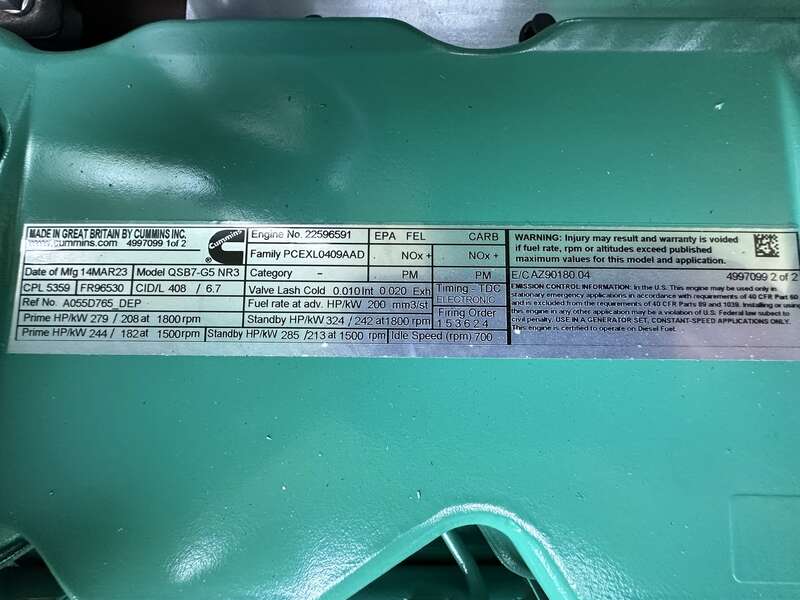 MADE IN GREAT BRITAIN BY CUMMINS INC.
www.cummins.com 4997099 1 of 2
Cummins
®
Date of Mfg 14MAR23 Model QSB7-G5 NR3
CPL 5359 FR96530 CID/L 408 / 6.7
Ref No A055D765_DEP
Prime HP/kW 279 / 208 at 1800 rpm
Prime HP/kW 244 / 182 at 1500 rpm
Engine No. 22596591
Family PCEXL0409AAD
Category –
Valve Lash Cold 0.010 Int 0.020 Exh
Fuel rate at adv. HP/kW 200 mm3/st
Standby HP/kW 324 / 242 at 1800 rpm
Standby HP/kW 285 /213 at 1500 rpm
EPA FEL CARB
NOx + NOx +
PM PM
Timing - TDC
ELECTRONIC
Firing Order
1 5 3 6 2 4
Idle Speed (rpm) 700
WARNING: Injury may result and warranty is voided
if fuel rate, rpm or altitudes exceed published
maximum values for this model or application.
E/C AZ90180.04 4997099 2 of 2
EMISSION CONTROL INFORMATION: In the U.S. This engine is used in
stationary emergency applications in accordance with requirements of 40 CFR Part 60
and is excluded from the requirements of 40 CFR Parts 89 and 1039. Installing or using
this engine in any other application may be a violation of U.S. Federal law subject to
civil penalty. USE IN A GENERATOR SET, CONSTANT-SPEED APPLICATIONS ONLY.
This engine is certified to operate on Diesel Fuel.